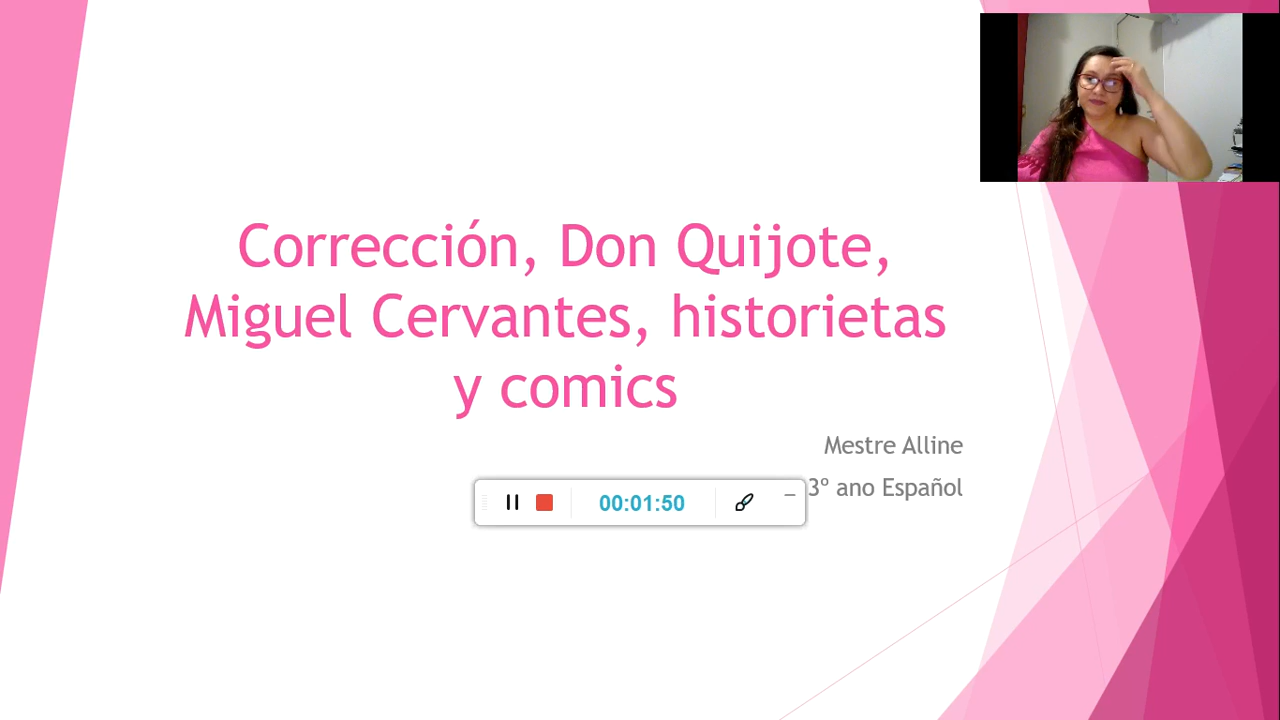 Corrección, Don Quijote,
Miguel Cervantes, historietas
y comics
Mestre Alline
3º ano Español
00:01:50